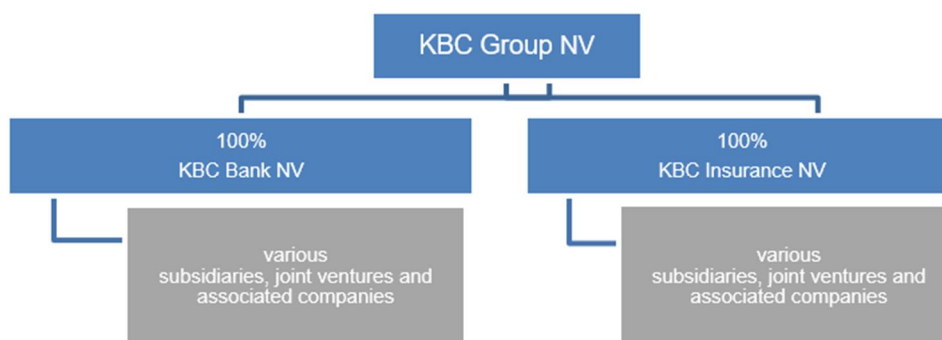 KBC Group NV
100%
KBC Bank NV
100%
KBC Insurance NV
various
subsidiaries, joint ventures and
associated companies
various
subsidiaries, joint ventures and
associated companies